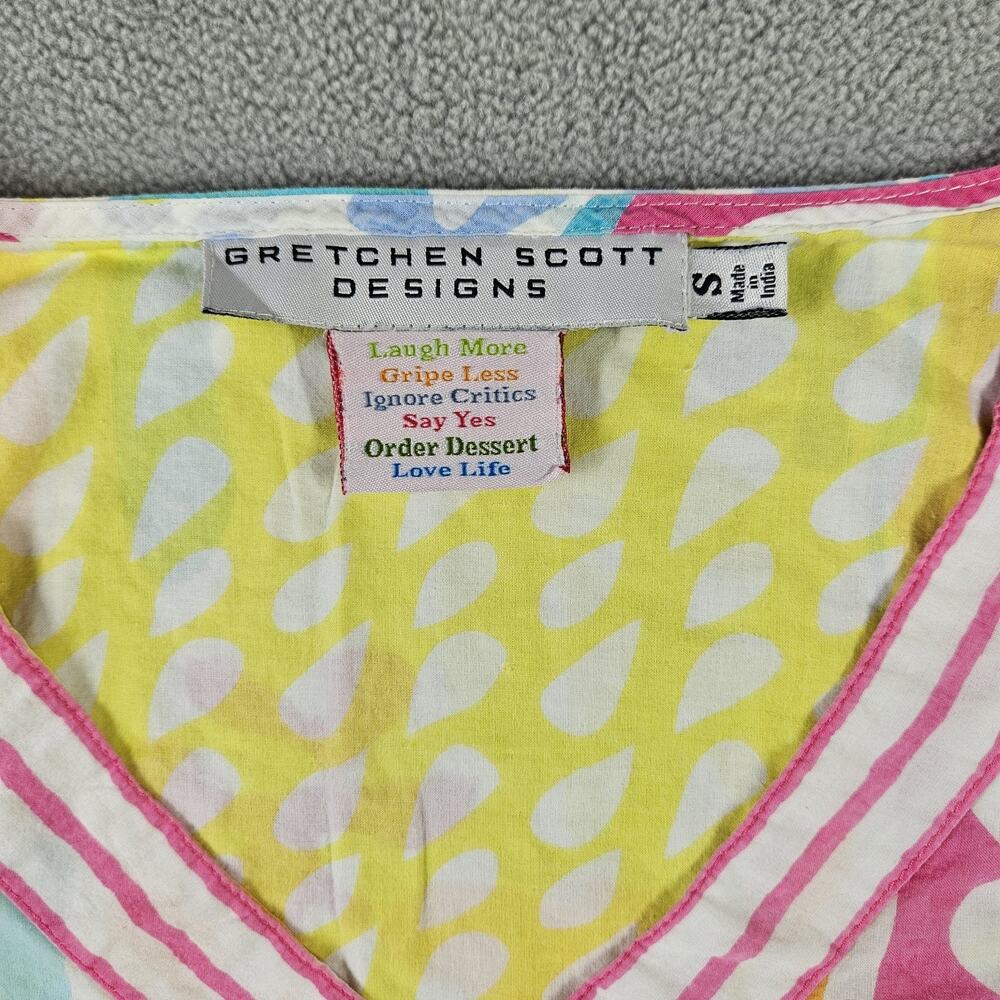 GRETCHEN SCOTT
DESIGNS
S
Made
in
India
Laugh More
Gripe Less
Ignore Critics
Say Yes
Order Dessert
Love Life